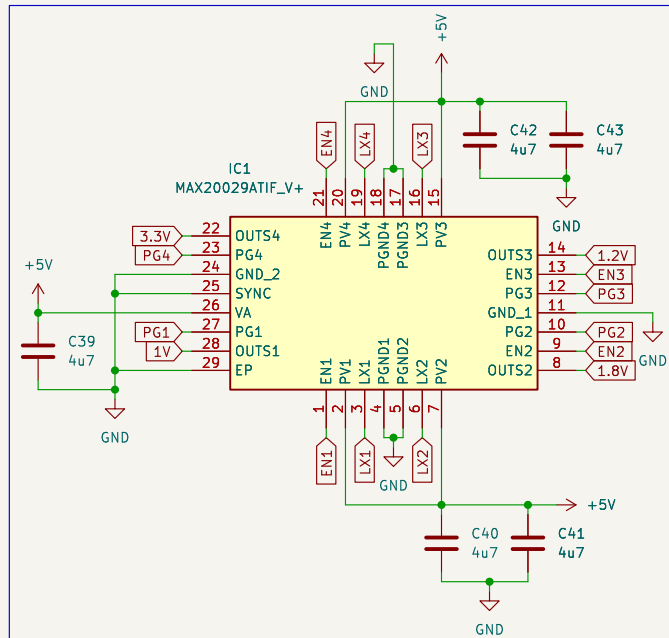 +5V
GND
C42
4u7
C43
4u7
GND
IC1
MAX20029ATIF_V+
EN4
LX4
LX3
21
20
19
18
17
16
15
EN4
PV4
LX4
PGND4
PGND3
LX3
PV3
3.3V
22
OUTS4
PG4
23
PG4
24
GND_2
25
SYNC
+5V
26
VA
PG1
27
PG1
1V
28
OUTS1
29
EP
C39
4u7
GND
OUTS3
14
1.2V
EN3
13
EN3
PG3
12
PG3
GND_1
11
GND
PG2
10
PG2
EN2
9
EN2
OUTS2
8
1.8V
EN1
PV1
LX1
PGND1
PGND2
LX2
PV2
1
2
3
4
5
6
7
EN1
LX1
LX2
GND
+5V
C40
4u7
C41
4u7
GND